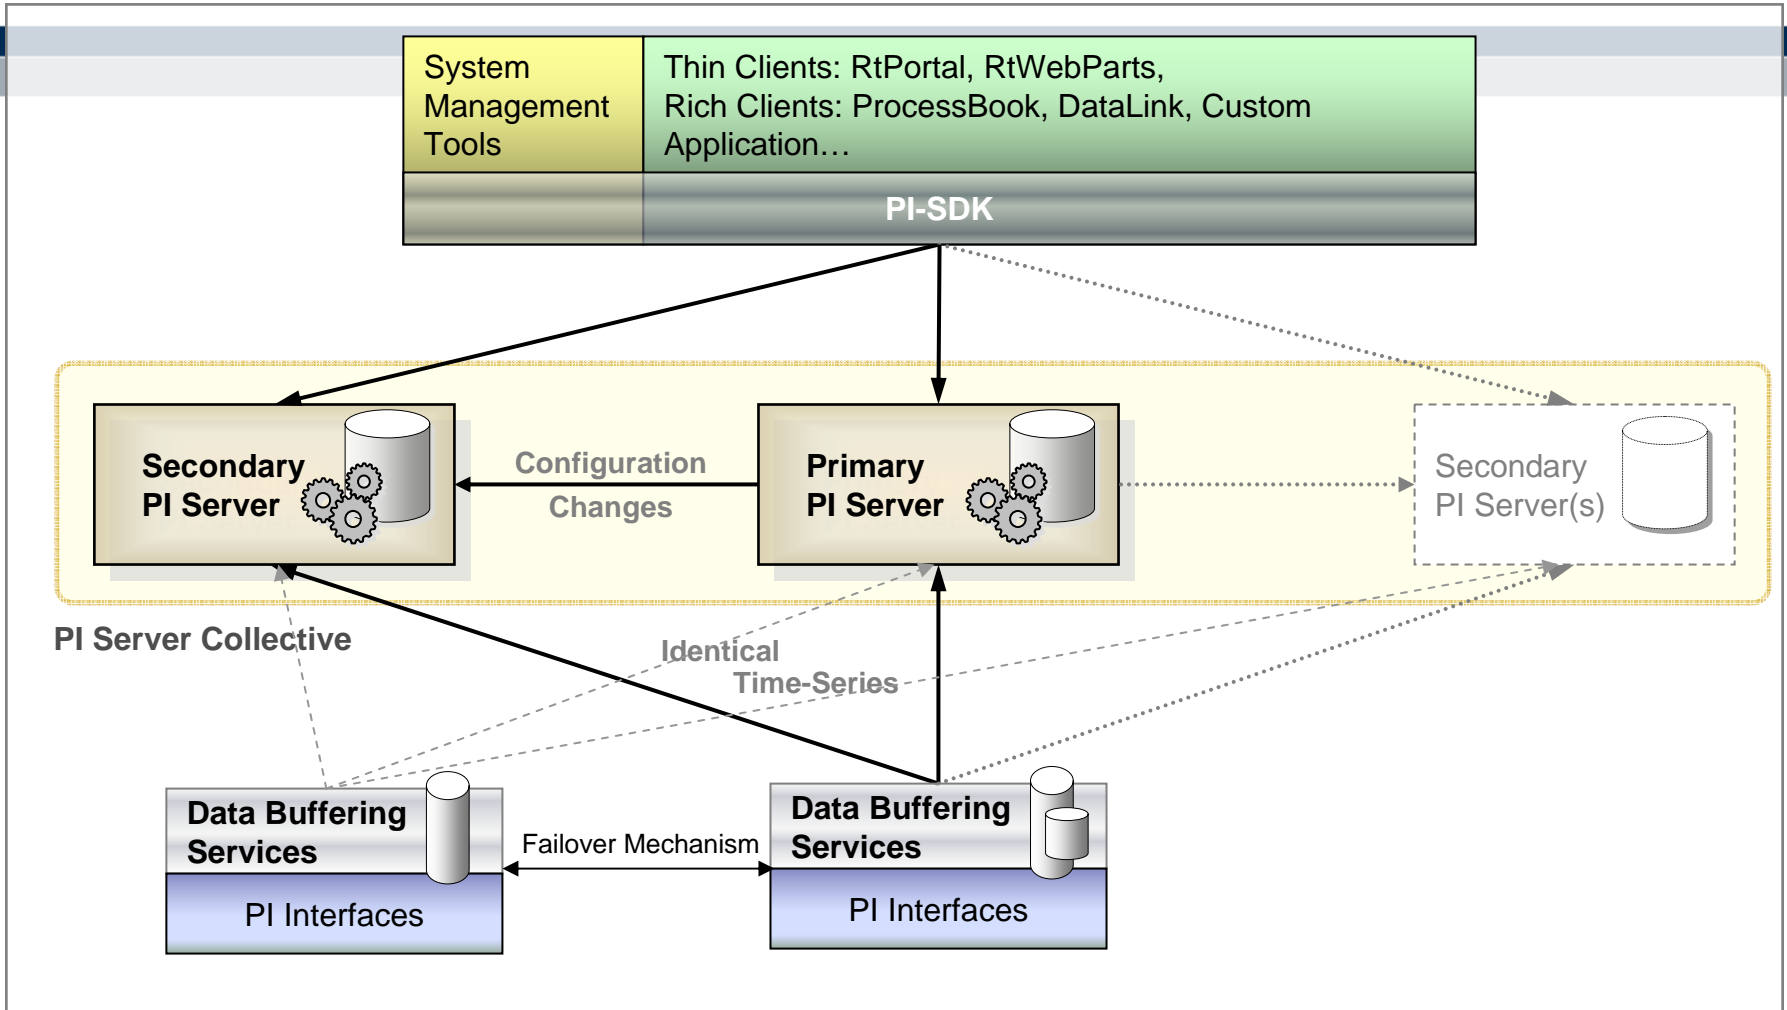 System
Management
Tools
Thin Clients: RtPortal, RtWebParts,
Rich Clients: ProcessBook, DataLink, Custom
Application…
PI-SDK
Secondary
PI Server
Configuration
Changes
Primary
PI Server
Secondary
PI Server(s)
PI Server Collective
Identical
Time-Series
Data Buffering
Services
PI Interfaces
Failover Mechanism
Data Buffering
Services
PI Interfaces